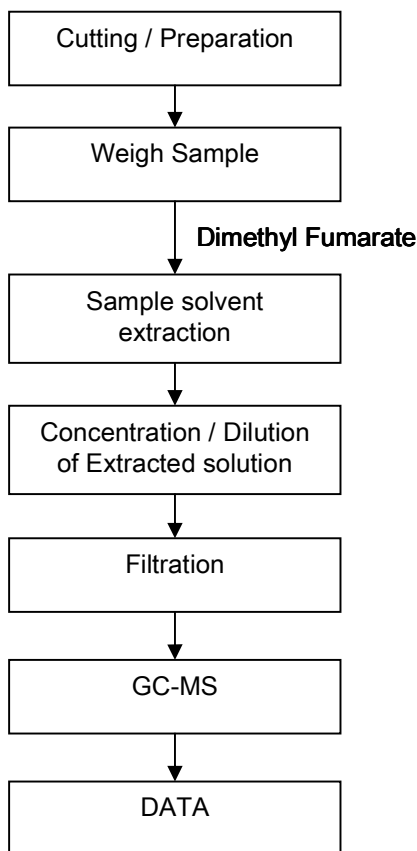 Cutting / Preparation
Weigh Sample
Dimethyl Fumarate
Sample solvent
extraction
Concentration / Dilution
of Extracted solution
Filtration
GC-MS
DATA